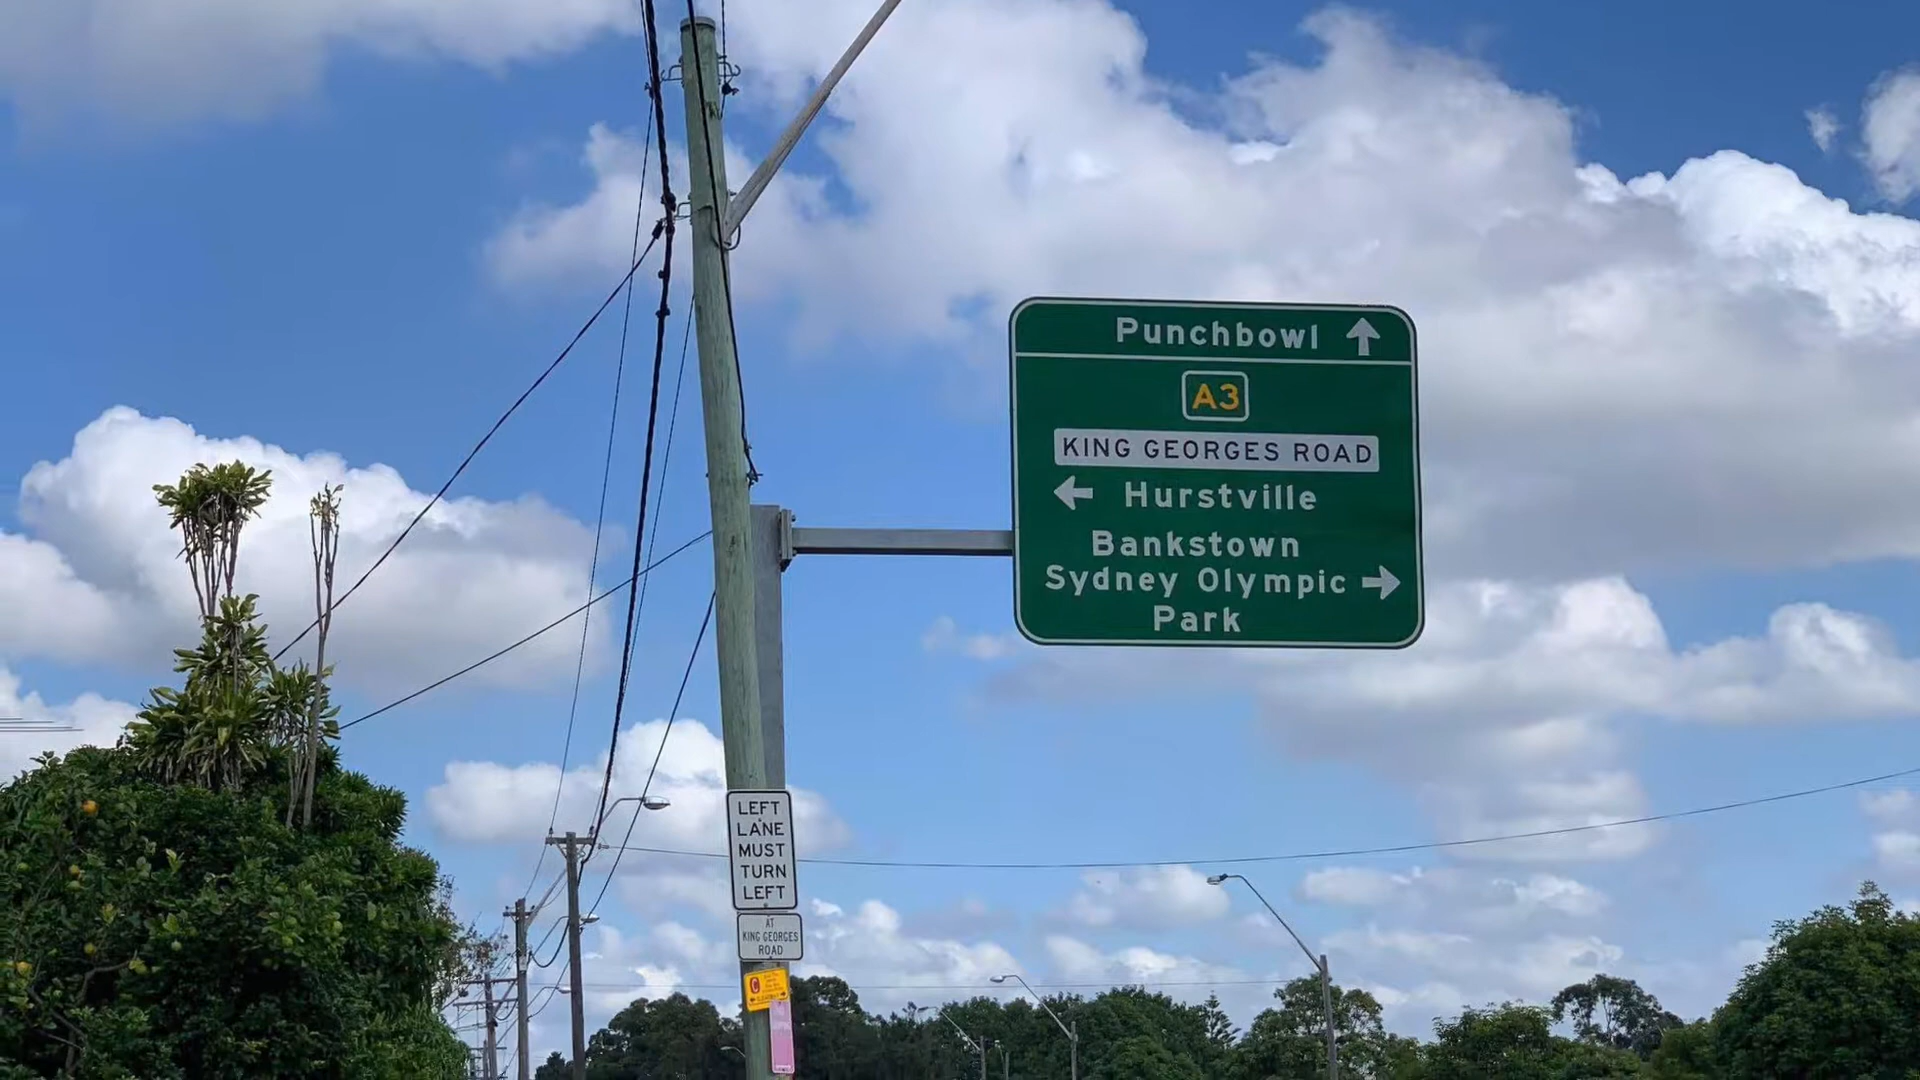 Punchbowl
A3
KING GEORGES ROAD
Hurstville
Bankstown
Sydney Olympic
Park
LEFT
LANE
MUST
TURN
LEFT
AT
KING GEORGES
ROAD
C